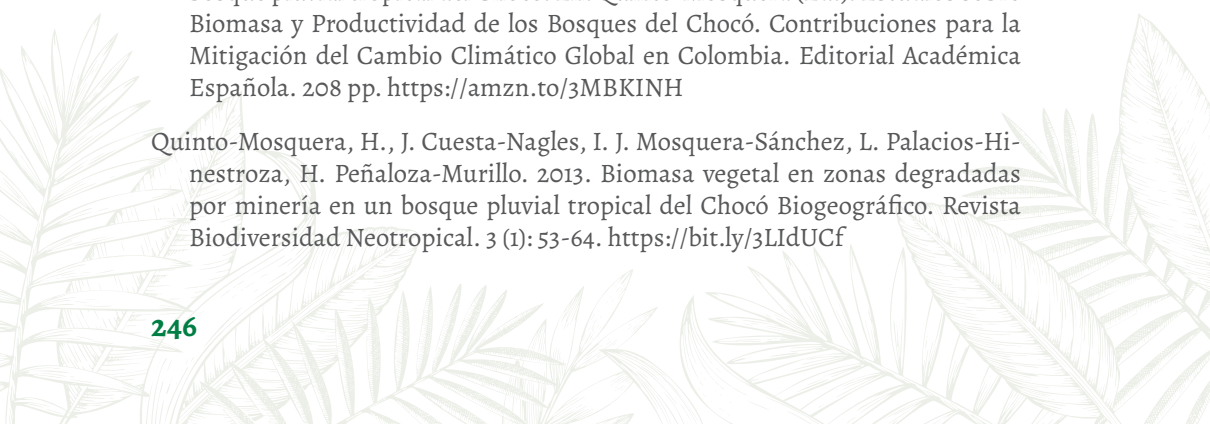 Biomasa y Productividad de los Bosques del Chocó. Contribuciones para la
Mitigación del Cambio Climático Global en Colombia. Editorial Académica
Española. 208 pp. https://amzn.to/3MBKINH
Quinto-Mosquera, H., J. Cuesta-Nagles, I. J. Mosquera-Sánchez, L. Palacios-Hi-
nestroza, H. Peñaloza-Murillo. 2013. Biomasa vegetal en zonas degradadas
por minería en un bosque pluvial tropical del Chocó Biogeográfico. Revista
Biodiversidad Neotropical. 3 (1): 53-64. https://bit.ly/3LIdUCf
246